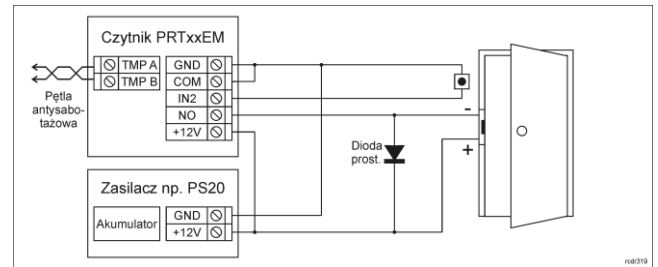 Czytnik PRTxxEM
TMP A
TMP B
GND
COM
IN2
NO
+12V
Pętla
antysabo-
tażowa
-
+
Dioda
prost.
Zasilacz np. PS20
Akumulator
GND
+12V
rcdr319